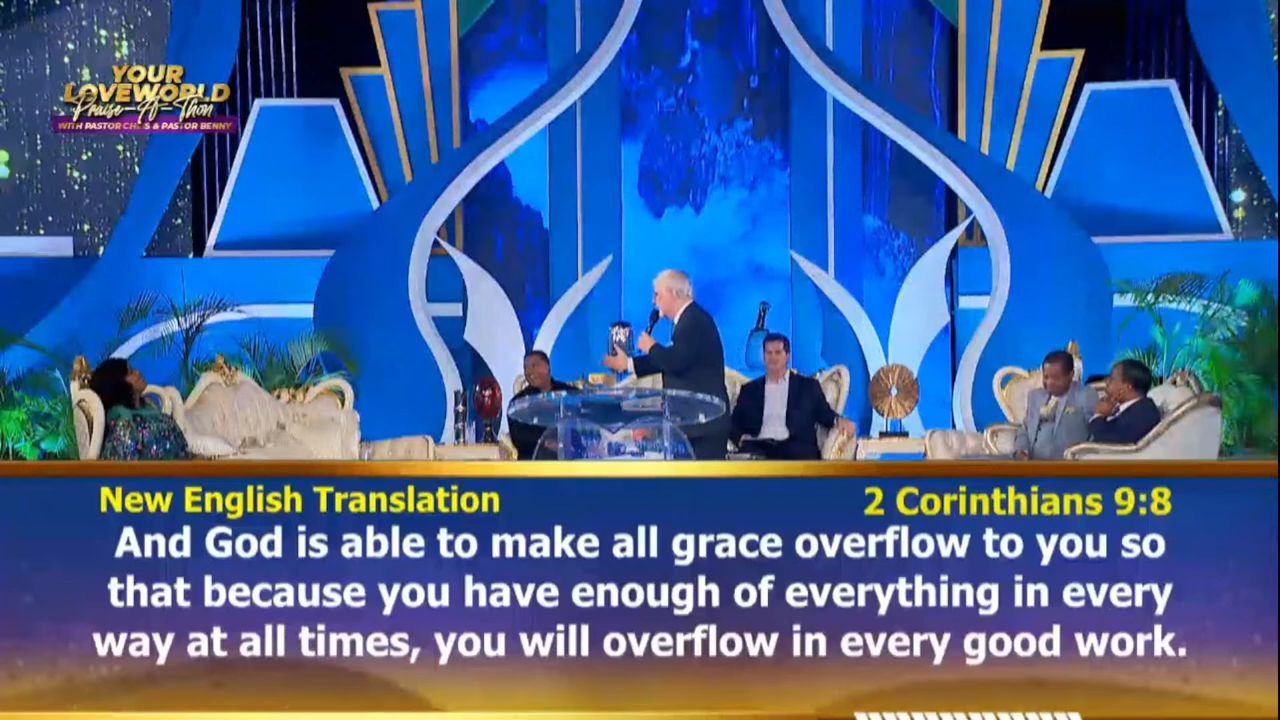 YOUR
LOVEWORLD
Praise-A-Thon
WITH PASTOR CHRIS & PASTOR BENNY
New English Translation
2 Corinthians 9:8
And God is able to make all grace overflow to you so
that because you have enough of everything in every
way at all times, you will overflow in every good work.